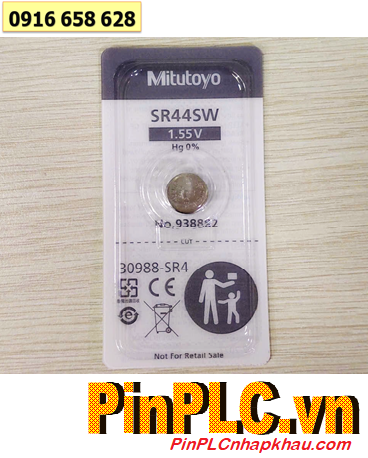 0916 658 628
Mitutoyo
SR44SW
1.55V
Hg 0%
No.938882
CUT
30988-SR4
Not For Retail Sale
PinPLC.vn
PinPLCnhapkhau.com